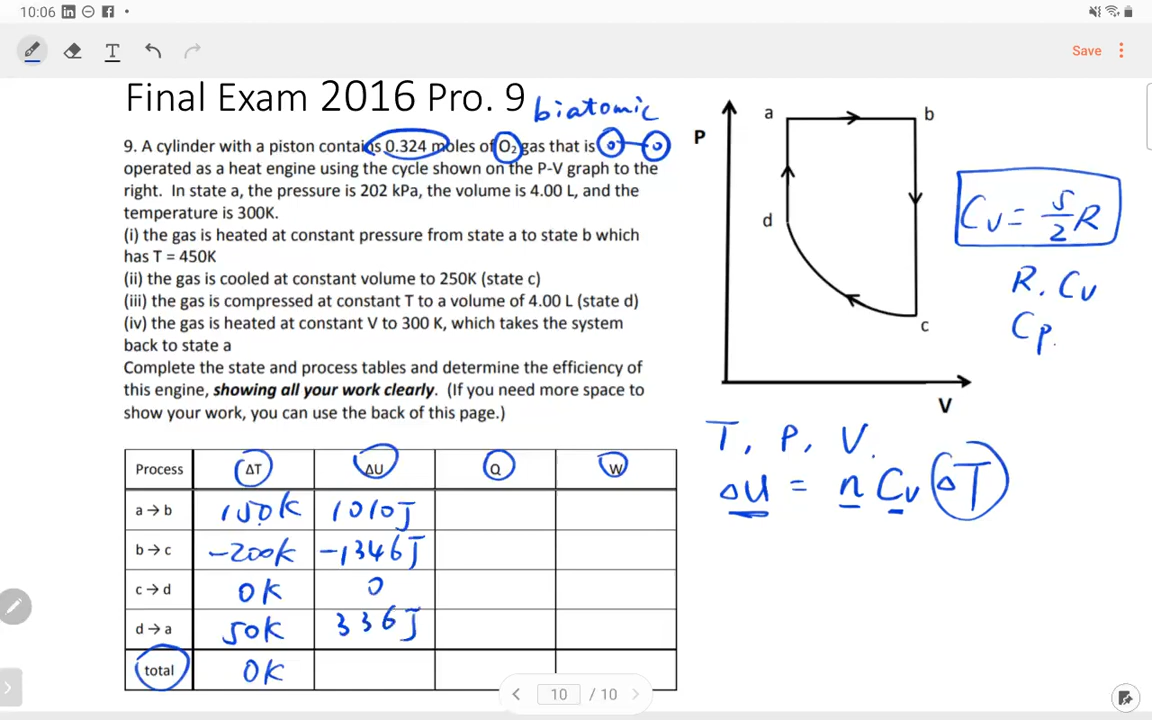 10:06
T
Save
Final Exam 2016 Pro. 9
biatomic
9. A cylinder with a piston contains 0.324 moles of O₂ gas that is
operated as a heat engine using the cycle shown on the P-V graph to the
right. In state a, the pressure is 202 kPa, the volume is 4.00 L, and the
temperature is 300K.
(i) the gas is heated at constant pressure from state a to state b which
has T = 450K
(ii) the gas is cooled at constant volume to 250K (state c)
(iii) the gas is compressed at constant T to a volume of 4.00 L (state d)
(iv) the gas is heated at constant V to 300 K, which takes the system
back to state a
Complete the state and process tables and determine the efficiency of
this engine, showing all your work clearly. (If you need more space to
show your work, you can use the back of this page.)
O O
P
a
b
d
c
V
Cv = 5/2 R
R. Cv
Cp.
T, P, V.
ΔU = n Cv ΔT
Process ΔT ΔU Q W
a → b 150K 1010J
b → c -200K -1346J
c → d 0K 0
d → a 50K 336J
total 0K
10 / 10